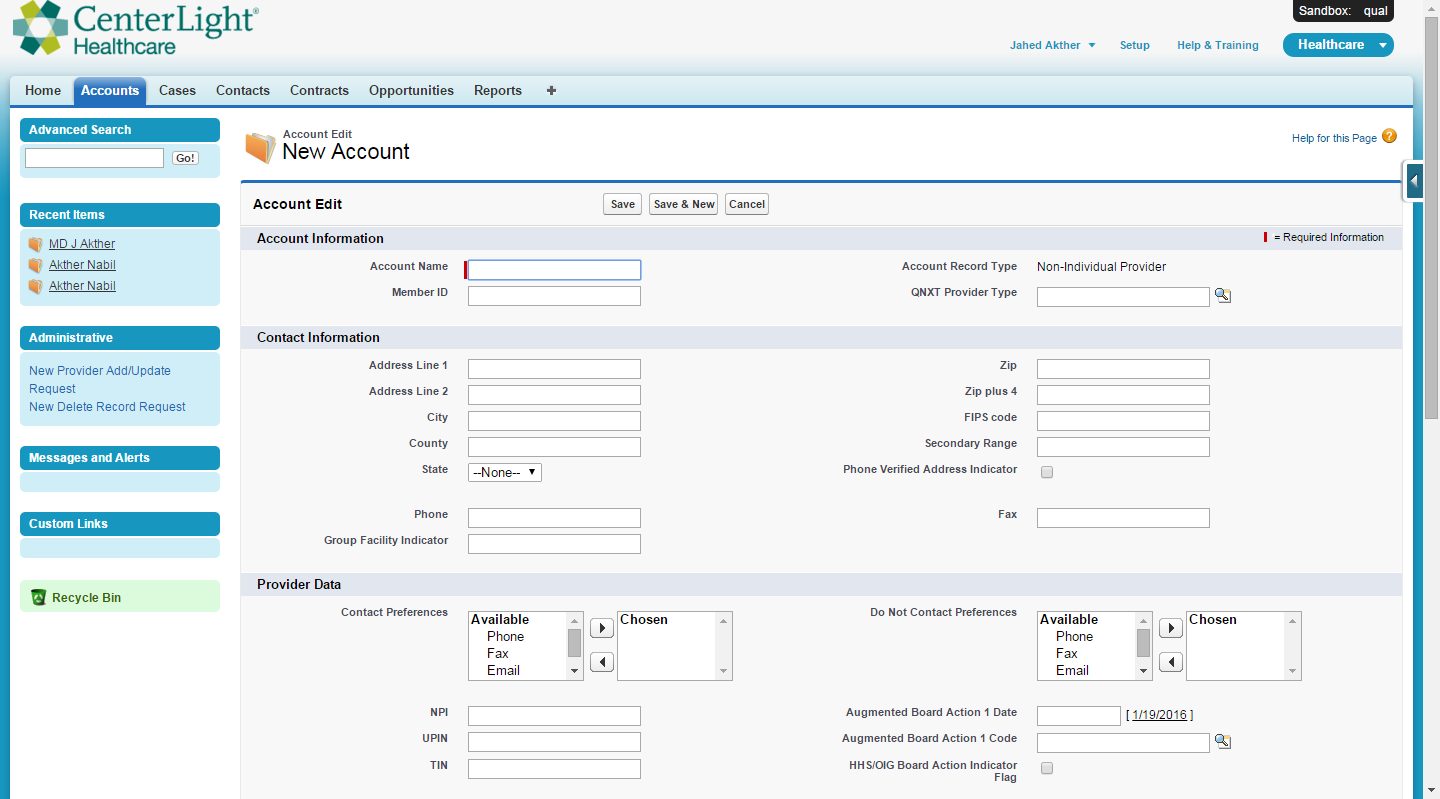 CenterLight®
Healthcare
Sandbox: qual
Jahed Akther Setup Help & Training Healthcare
Home Accounts Cases Contacts Contracts Opportunities Reports +
Advanced Search
Go!
Recent Items
MD J Akther
Akther Nabil
Akther Nabil
Administrative
New Provider Add/Update
Request
New Delete Record Request
Messages and Alerts
Custom Links
Recycle Bin
Account Edit
New Account
Help for this Page ?
Account Edit Save Save & New Cancel
Account Information = Required Information
Account Name Account Record Type Non-Individual Provider
Member ID QNXT Provider Type
Contact Information
Address Line 1 Zip
Address Line 2 Zip plus 4
City FIPS code
County Secondary Range
State --None-- Phone Verified Address Indicator
Phone Fax
Group Facility Indicator
Provider Data
Contact Preferences Available Chosen Do Not Contact Preferences Available Chosen
Phone Phone
Fax Fax
Email Email
NPI Augmented Board Action 1 Date [ 1/19/2016 ]
UPIN Augmented Board Action 1 Code
TIN HHS/OIG Board Action Indicator
Flag